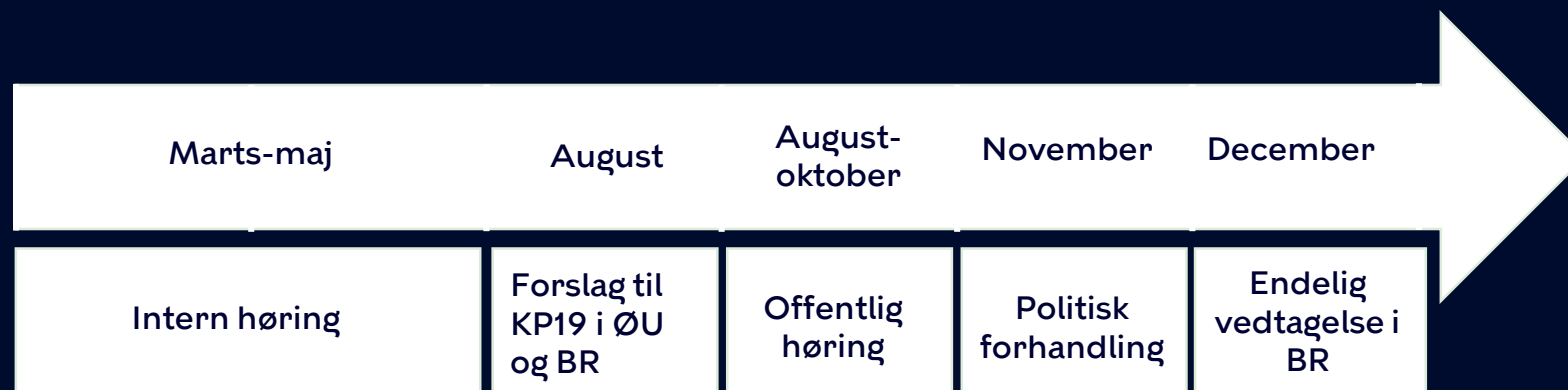 Marts-maj
August
August-
oktober
November
December
Intern høring
Forslag til
KP19 i ØU
og BR
Offentlig
høring
Politisk
forhandling
Endelig
vedtagelse i
BR